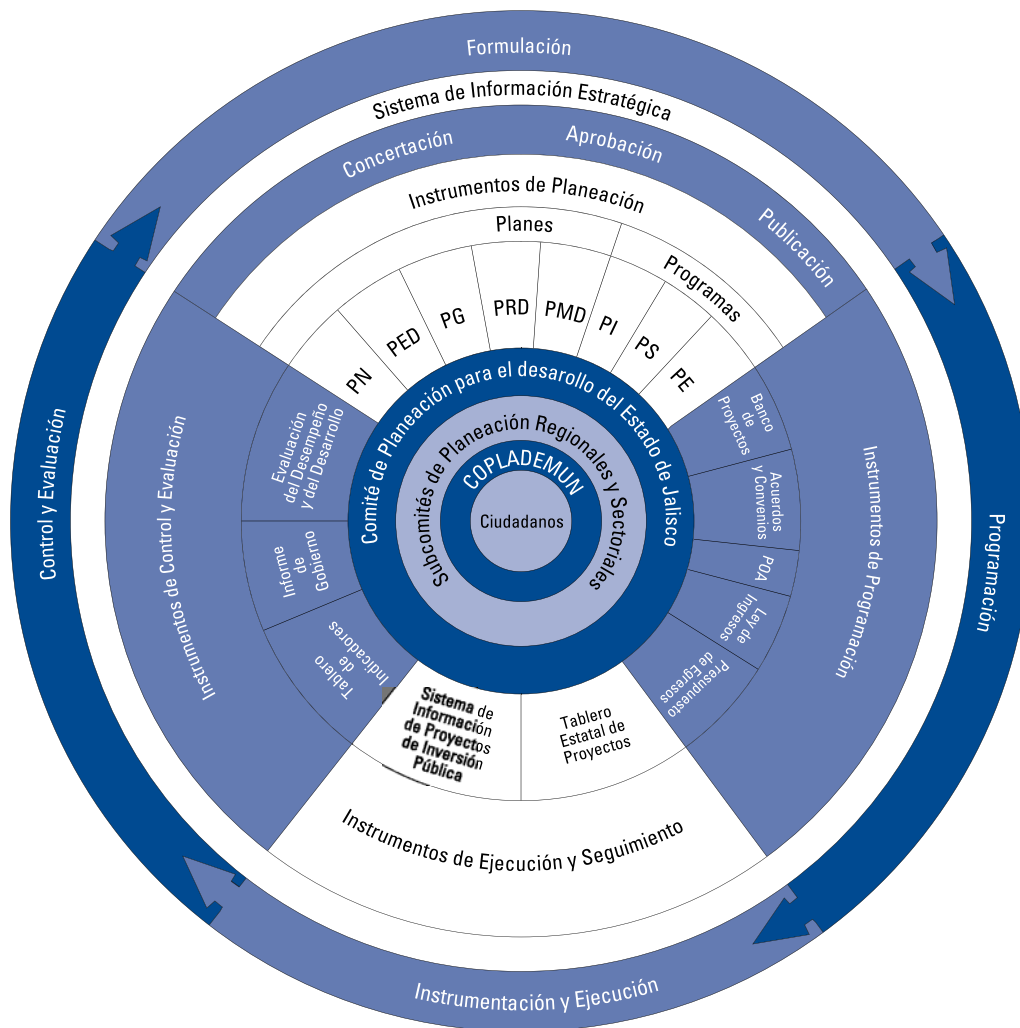 Formulación
Sistema de Información Estratégica
Concertación
Aprobación
Publicación
Instrumentos de Planeación
Planes
Programas
PN
PED
PG
PRD
PMD
PI
PS
PE
Comité de Planeación para el desarollo del Estado de Jalisco
Subcomités de Planeación Regionales y Sectoriales
COPLADEMUN
Ciudadanos
Banco
de
Proyectos
Acuerdos
y Convenios
POA
Ley de
Ingresos
Presupuesto
de Egresos
Instrumentos de Programación
Programación
Tablero
Estatal de
Proyectos
Sistema de
Información
de Proyectos
de Inversión
Pública
Instrumentos de Ejecución y Seguimiento
Instrumentación y Ejecución
Tablero
de
Indicadores
Informe
de
Gobierno
Evaluación
del Desempeño
y del Desarrollo
Instrumentos de Control y Evaluación
Control y Evaluación